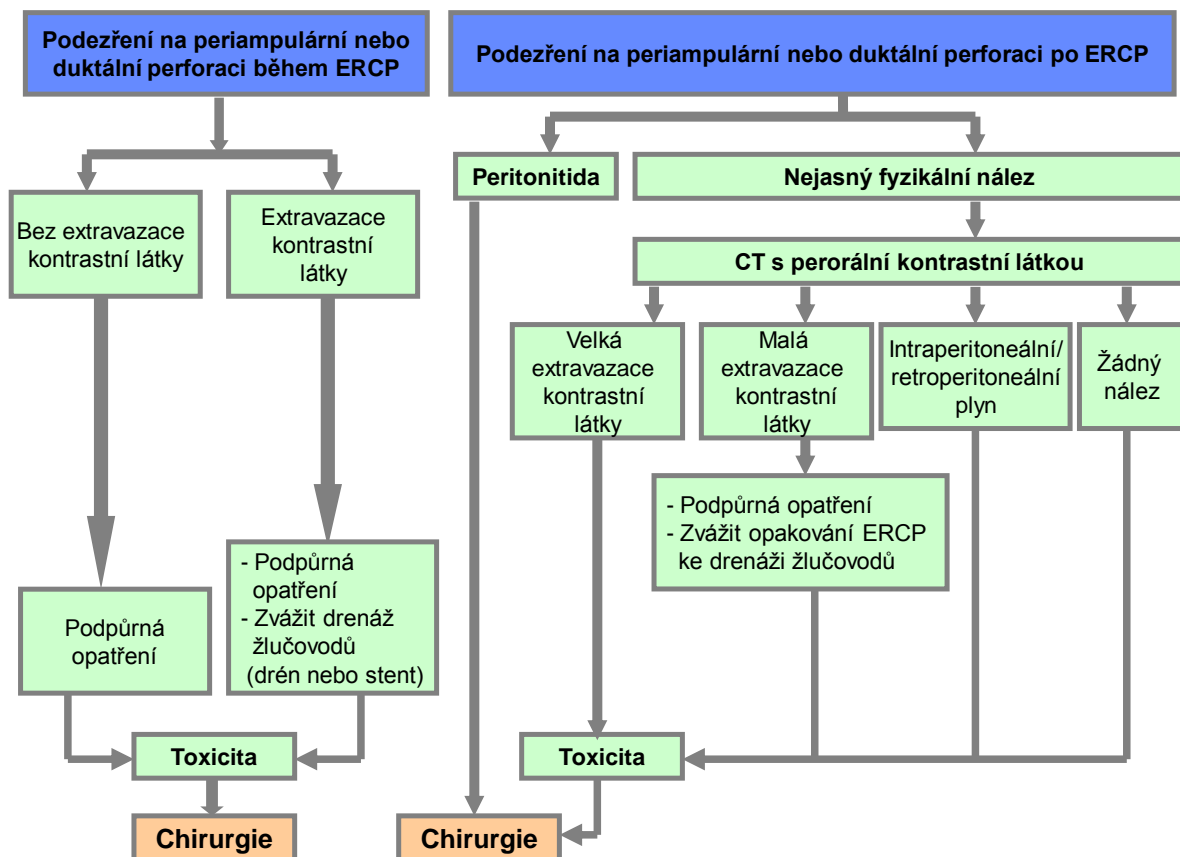 Podezření na periampulární nebo
duktální perforaci během ERCP
Bez extravazace
kontrastní látky
Extravazace
kontrastní
látky
Podpůrná
opatření
- Podpůrná
opatření
- Zvážit drenáž
žlučovodů
(drén nebo stent)
Toxicita
Chirurgie
Podezření na periampulární nebo duktální perforaci po ERCP
Peritonitida
Nejasný fyzikální nález
CT s perorální kontrastní látkou
Velká
extravazace
kontrastní
látky
Malá
extravazace
kontrastní
látky
Intraperitoneální/
retroperitoneální
plyn
Žádný
nález
- Podpůrná opatření
- Zvážit opakování ERCP
ke drenáži žlučovodů
Toxicita
Chirurgie